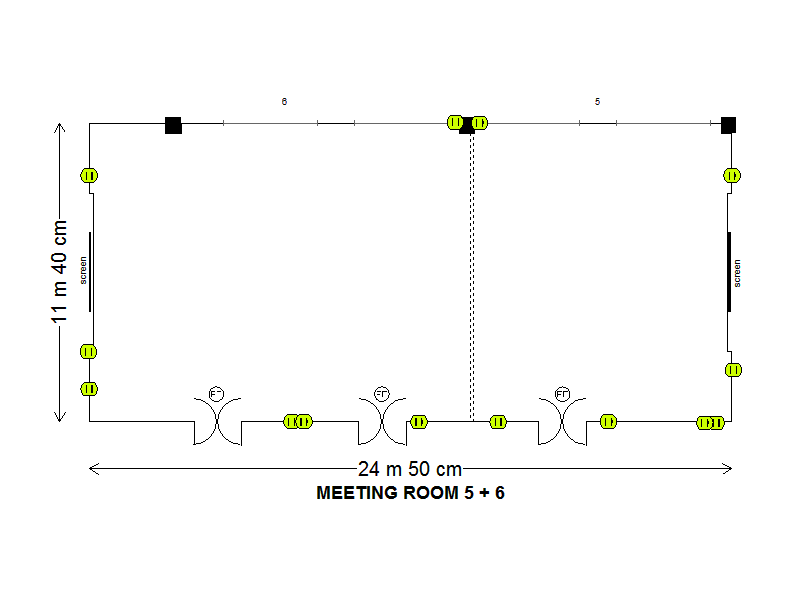 6
5
11 m 40 cm
screen
screen
24 m 50 cm
MEETING ROOM 5 + 6